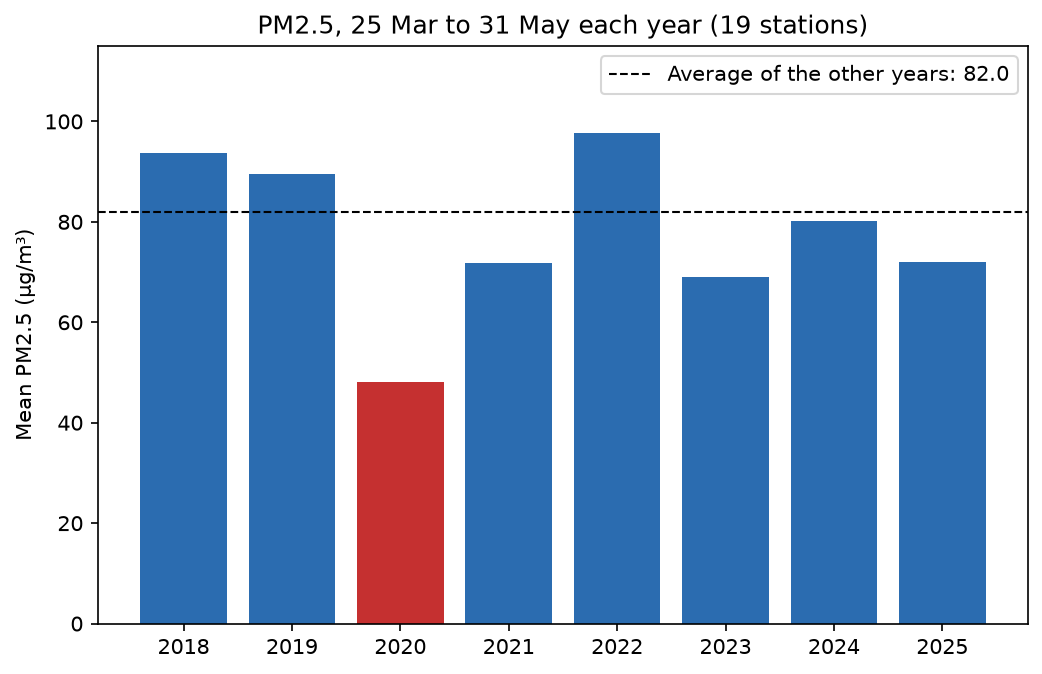 PM2.5, 25 Mar to 31 May each year (19 stations)
Average of the other years: 82.0
Mean PM2.5 (µg/m³)
100
80
60
40
20
0
2018 2019 2020 2021 2022 2023 2024 2025